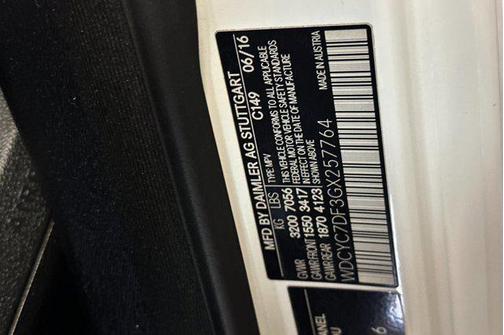 MFD BY DAIMLER AG STUTTGART
C149 06/16
KG LBS TYPE:MPV
GVWR 3200 7056 THIS VEHICLE CONFORMS TO ALL APPLICABLE
GAWR FRONT 1550 3417 FEDERAL MOTOR VEHICLE SAFETY STANDARDS
GAWR REAR 1870 4123 IN EFFECT ON THE DATE OF MANUFACTURE
SHOWN ABOVE MADE IN AUSTRIA
WDCYC7DF3GX257764